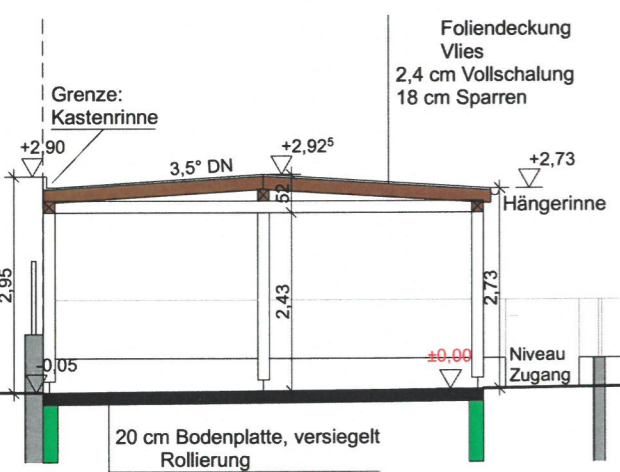 Foliendeckung
Vlies
2,4 cm Vollschalung
18 cm Sparren
Grenze:
Kastenrinne
+2,90
3,5° DN
+2,92⁵
+2,73
Hängerinne
52
2,95
2,43
2,73
-0,05
±0,00
Niveau
Zugang
20 cm Bodenplatte, versiegelt
Rollierung